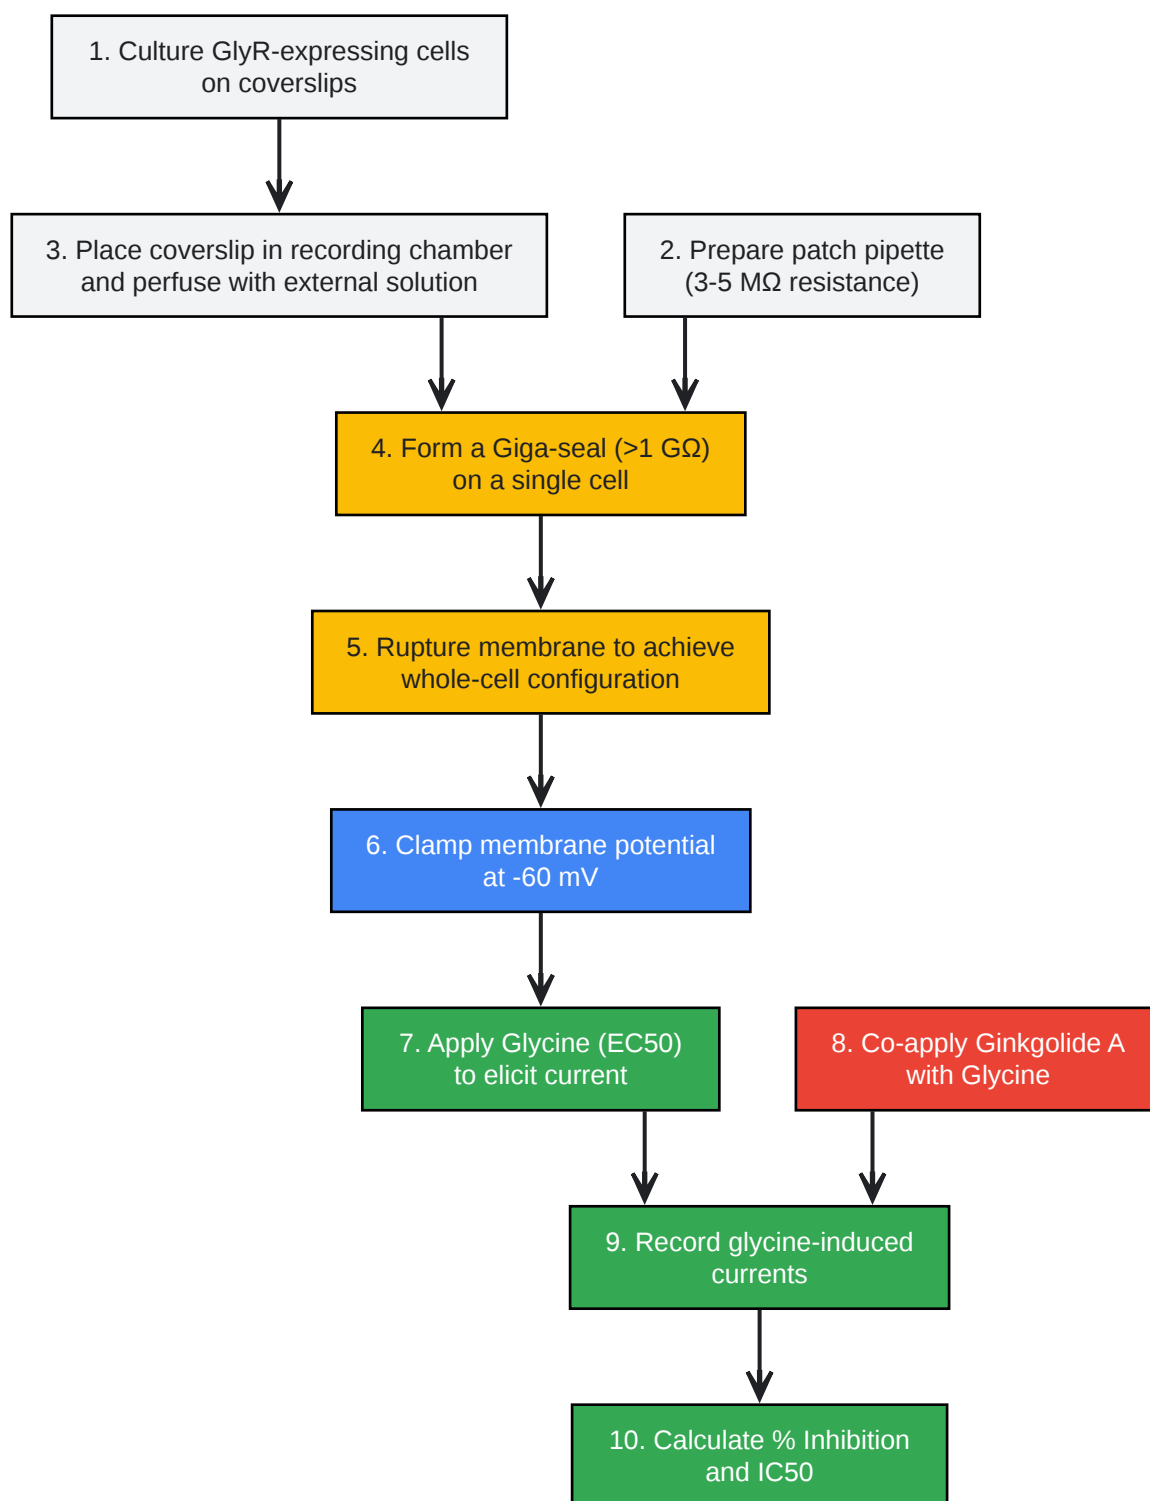 1. Culture GlyR-expressing cells
on coverslips
3. Place coverslip in recording chamber
and perfuse with external solution
2. Prepare patch pipette
(3-5 MΩ resistance)
4. Form a Giga-seal (>1 GΩ)
on a single cell
5. Rupture membrane to achieve
whole-cell configuration
6. Clamp membrane potential
at -60 mV
7. Apply Glycine (EC50)
to elicit current
8. Co-apply Ginkgolide A
with Glycine
9. Record glycine-induced
currents
10. Calculate % Inhibition
and IC50